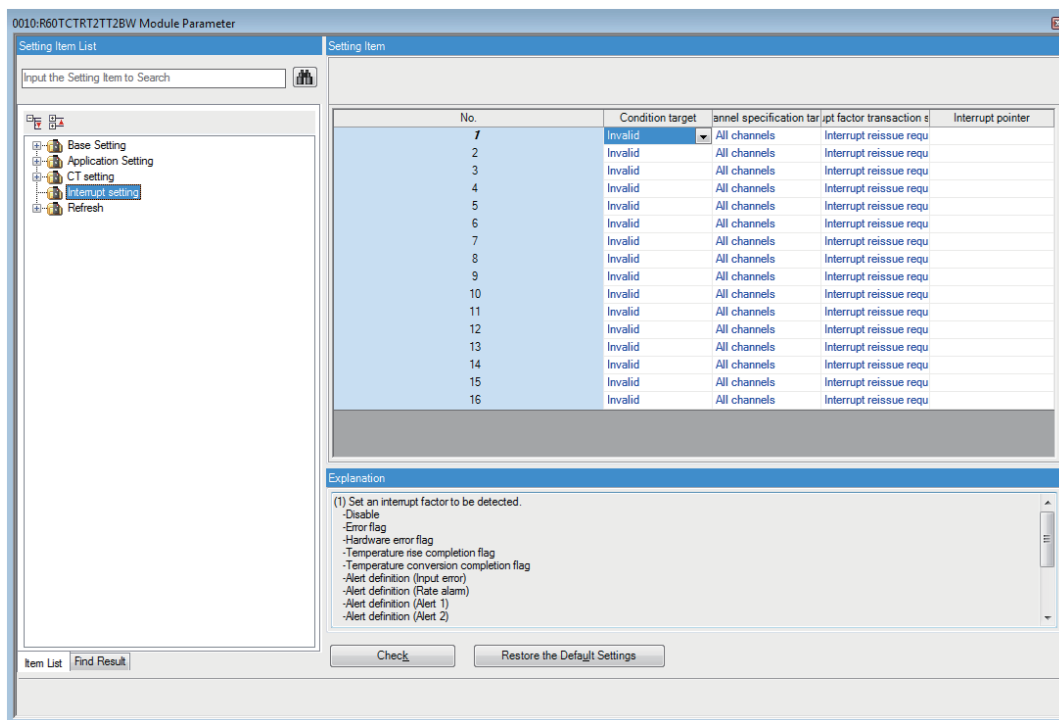 0010:R60TCTRT2TT2BW Module Parameter
Setting Item List
Input the Setting Item to Search
Base Setting
Application Setting
CT setting
Interrupt setting
Refresh
Item List Find Result
Setting Item
No. Condition target annel specification tar pt factor transaction s Interrupt pointer
1 Invalid All channels Interrupt reissue requ
2 Invalid All channels Interrupt reissue requ
3 Invalid All channels Interrupt reissue requ
4 Invalid All channels Interrupt reissue requ
5 Invalid All channels Interrupt reissue requ
6 Invalid All channels Interrupt reissue requ
7 Invalid All channels Interrupt reissue requ
8 Invalid All channels Interrupt reissue requ
9 Invalid All channels Interrupt reissue requ
10 Invalid All channels Interrupt reissue requ
11 Invalid All channels Interrupt reissue requ
12 Invalid All channels Interrupt reissue requ
13 Invalid All channels Interrupt reissue requ
14 Invalid All channels Interrupt reissue requ
15 Invalid All channels Interrupt reissue requ
16 Invalid All channels Interrupt reissue requ
Explanation
(1) Set an interrupt factor to be detected.
-Disable
-Error flag
-Hardware error flag
-Temperature rise completion flag
-Temperature conversion completion flag
-Alert definition (Input error)
-Alert definition (Rate alarm)
-Alert definition (Alert 1)
-Alert definition (Alert 2)
Check Restore the Default Settings